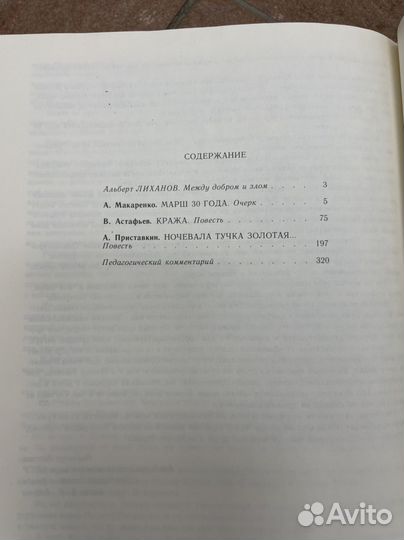 СОДЕРЖАНИЕ
Альберт ЛИХАНОВ. Между добром и злом . . . . 3
А. Макаренко. МАРШ 30 ГОДА. Очерк . . . . 5
В. Астафьев. КРАЖА. Повесть . . . . . . . 75
А. Приставкин. НОЧЕВАЛА ТУЧКА ЗОЛОТАЯ...
Повесть . . . . . . . . . . . . . . 197
Педагогический комментарий . . . . . . . . 320
Avito